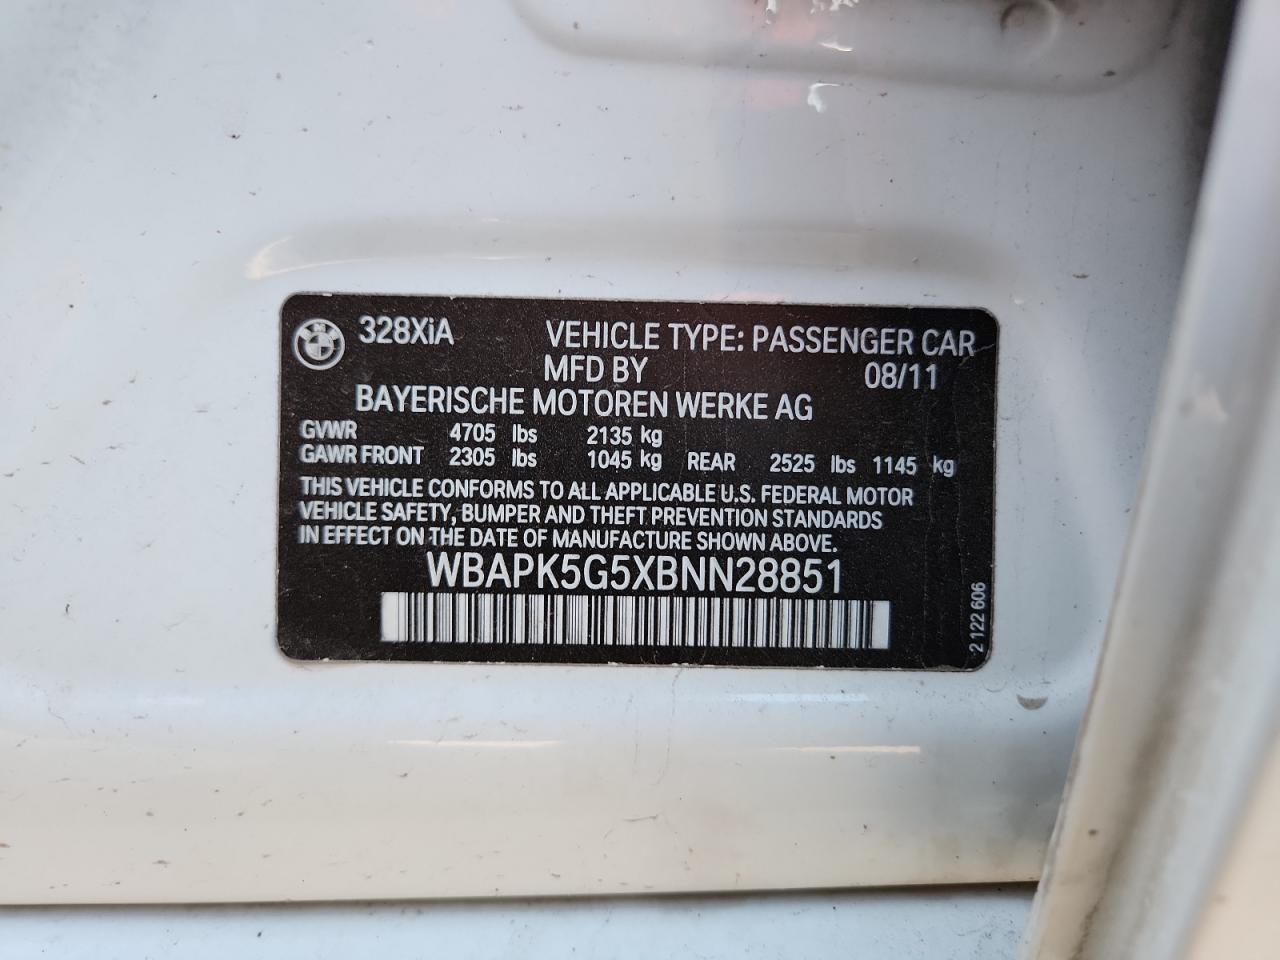 328XiA VEHICLE TYPE: PASSENGER CAR
MFD BY 08/11
BAYERISCHE MOTOREN WERKE AG
GVWR 4705 lbs 2135 kg
GAWR FRONT 2305 lbs 1045 kg REAR 2525 lbs 1145 kg
THIS VEHICLE CONFORMS TO ALL APPLICABLE U.S. FEDERAL MOTOR
VEHICLE SAFETY, BUMPER AND THEFT PREVENTION STANDARDS
IN EFFECT ON THE DATE OF MANUFACTURE SHOWN ABOVE.
WBAPK5G5XBNN28851
2 122 606